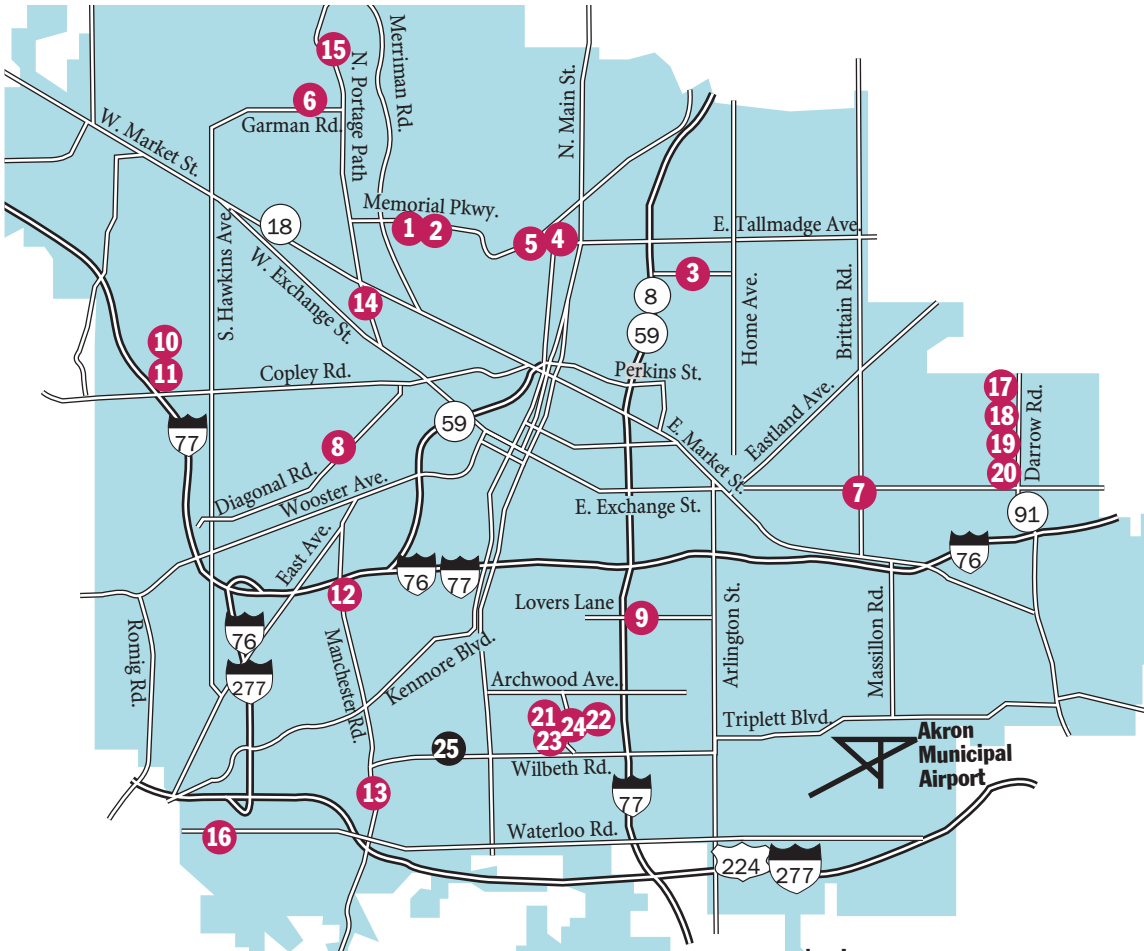 15
N. Portage Path
Merriman Rd.
N. Main St.
6
Garman Rd.
W. Market St.
18
Memorial Pkwy.
1
2
5
4
E. Tallmadge Ave.
S. Hawkins Ave.
W. Exchange St.
3
8
59
Home Ave.
Brittain Rd.
14
10
11
Copley Rd.
Perkins St.
Eastland Ave.
17
18
19
20
Darrow Rd.
77
59
8
E. Market St.
Diagonal Rd.
Wooster Ave.
7
E. Exchange St.
91
East Ave.
76
77
76
12
Lovers Lane
9
Arlington St.
Massillon Rd.
Romig Rd.
76
277
Manchester Rd.
Kenmore Blvd.
Archwood Ave.
21
22
24
23
Triplett Blvd.
25
Wilbeth Rd.
Akron
Municipal
Airport
13
77
16
Waterloo Rd.
224
277